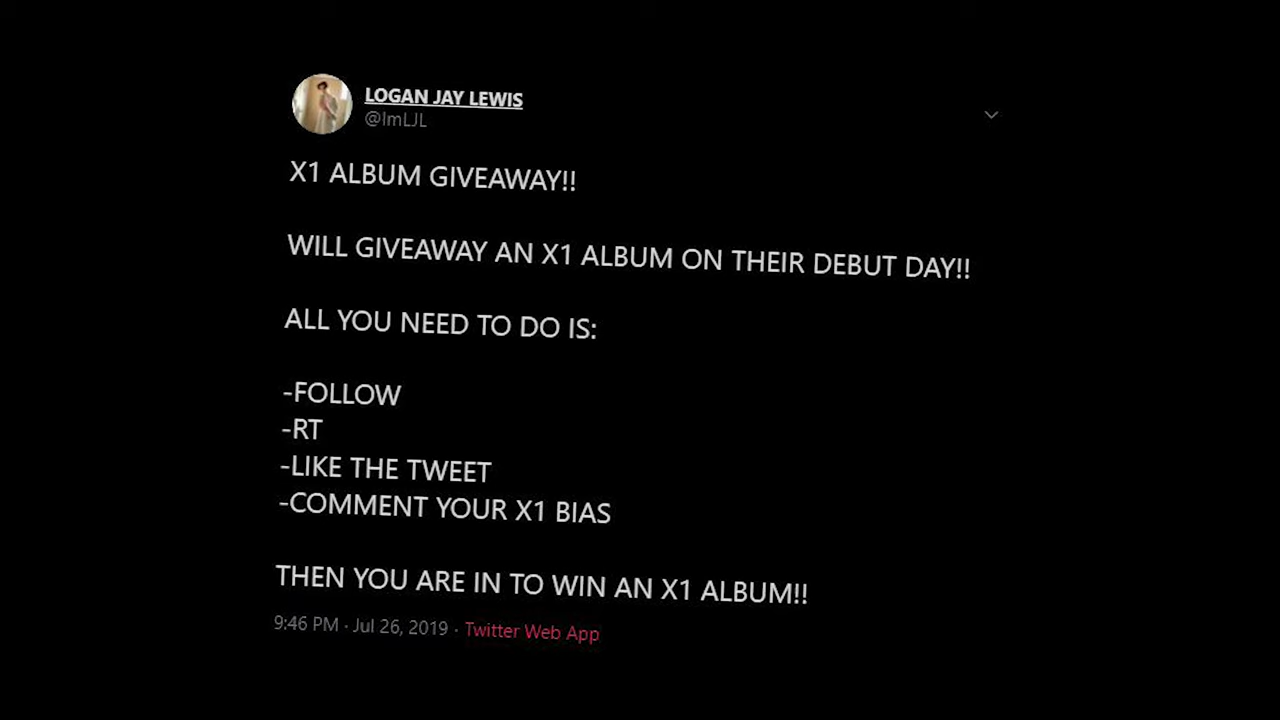 LOGAN JAY LEWIS
@ImLJL
X1 ALBUM GIVEAWAY!!
WILL GIVEAWAY AN X1 ALBUM ON THEIR DEBUT DAY!!
ALL YOU NEED TO DO IS:
-FOLLOW
-RT
-LIKE THE TWEET
-COMMENT YOUR X1 BIAS
THEN YOU ARE IN TO WIN AN X1 ALBUM!!
9:46 PM · Jul 26, 2019 · Twitter Web App